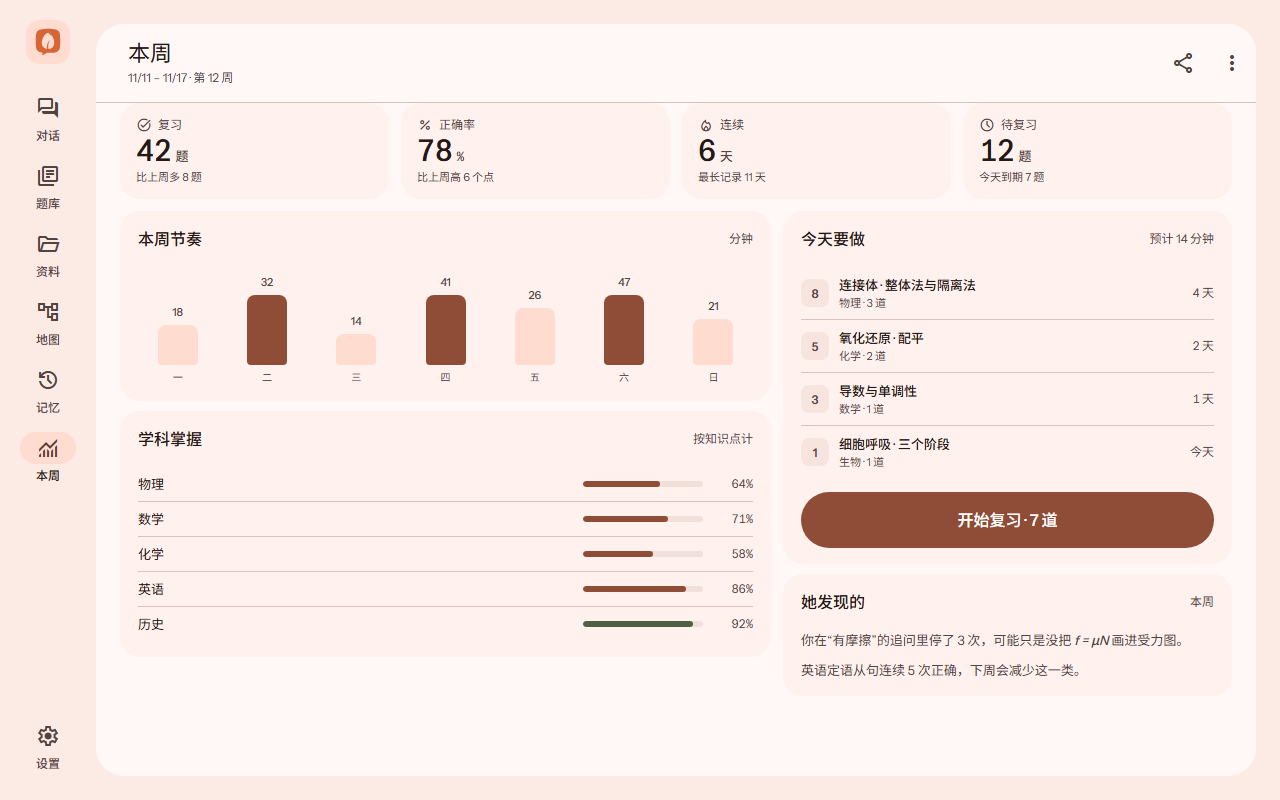 本周
11/11 – 11/17 · 第 12 周
对话
题库
资料
地图
记忆
本周
设置
复习
42 题
比上周多 8 题
正确率
78 %
比上周高 6 个点
连续
6 天
最长记录 11 天
待复习
12 题
今天到期 7 题
本周节奏
分钟
18
32
14
41
26
47
21
一
二
三
四
五
六
日
学科掌握
按知识点计
物理
64%
数学
71%
化学
58%
英语
86%
历史
92%
今天要做
预计 14 分钟
8
连接体 · 整体法与隔离法
物理 · 3 道
4 天
5
氧化还原 · 配平
化学 · 2 道
2 天
3
导数与单调性
数学 · 1 道
1 天
1
细胞呼吸 · 三个阶段
生物 · 1 道
今天
开始复习 · 7 道
她发现的
本周
你在“有摩擦”的追问里停了 3 次，可能只是没把 f = μN 画进受力图。
英语定语从句连续 5 次正确，下周会减少这一类。